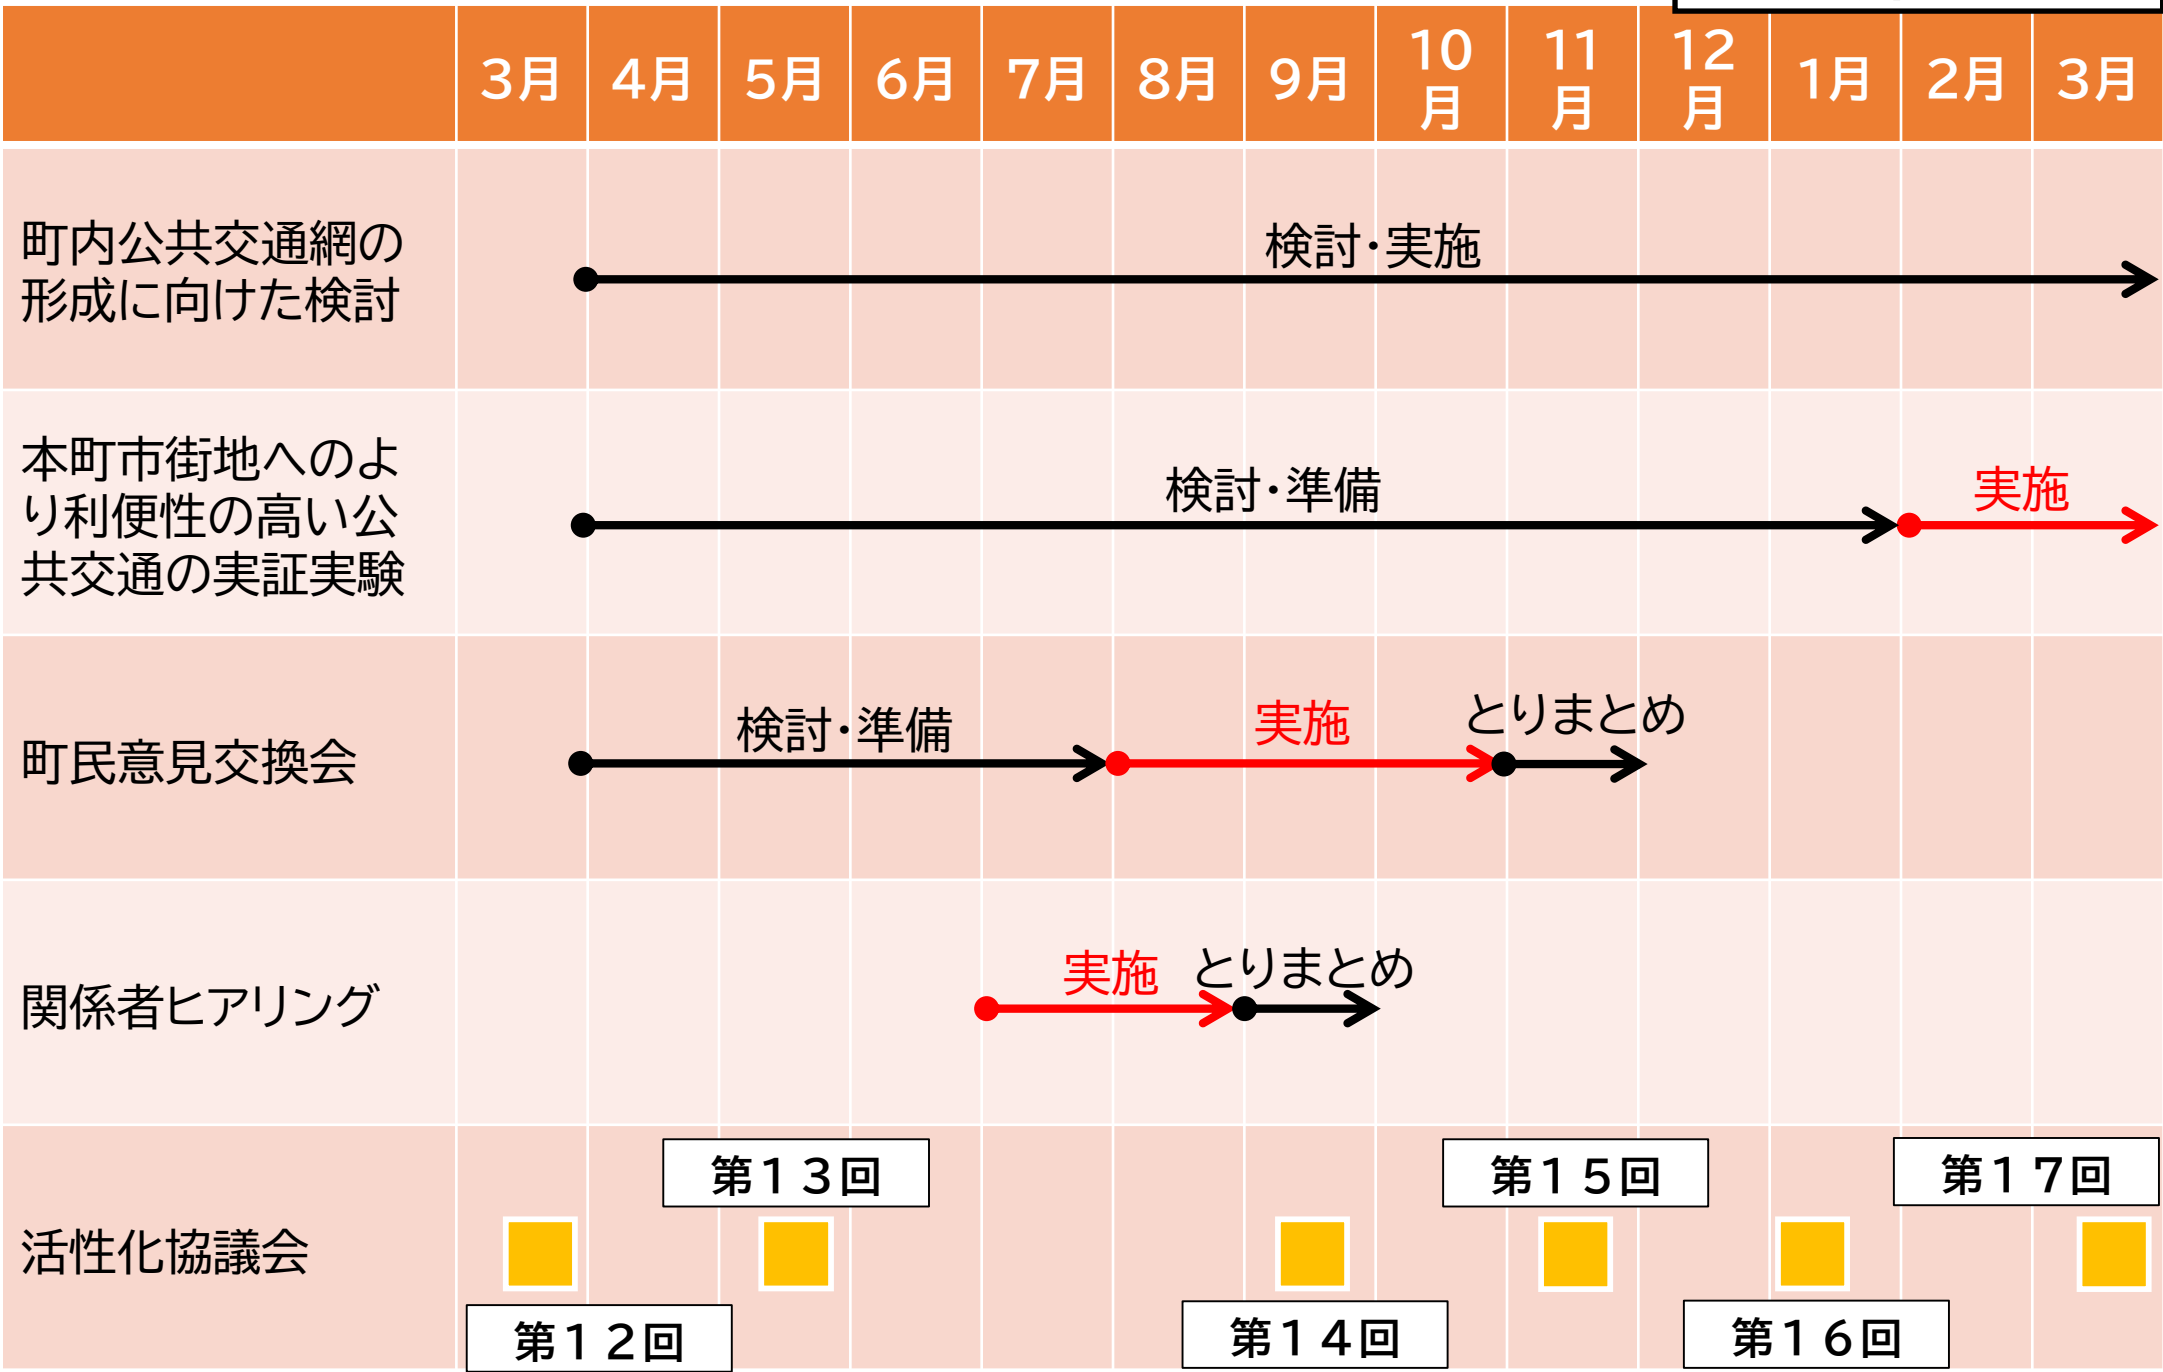 3月 4月 5月 6月 7月 8月 9月 10月 11月 12月 1月 2月 3月
町内公共交通網の
形成に向けた検討
検討・実施
本町市街地へのよ
り利便性の高い公
共交通の実証実験
検討・準備
実施
町民意見交換会
検討・準備
実施
とりまとめ
関係者ヒアリング
実施
とりまとめ
活性化協議会
第12回
第13回
第14回
第15回
第16回
第17回